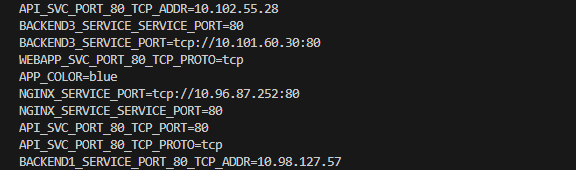 API_SVC_PORT_80_TCP_ADDR=10.102.55.28
BACKEND3_SERVICE_SERVICE_PORT=80
BACKEND3_SERVICE_PORT=tcp://10.101.60.30:80
WEBAPP_SVC_PORT_80_TCP_PROTO=tcp
APP_COLOR=blue
NGINX_SERVICE_PORT=tcp://10.96.87.252:80
NGINX_SERVICE_SERVICE_PORT=80
API_SVC_PORT_80_TCP_PORT=80
API_SVC_PORT_80_TCP_PROTO=tcp
BACKEND1_SERVICE_PORT_80_TCP_ADDR=10.98.127.57